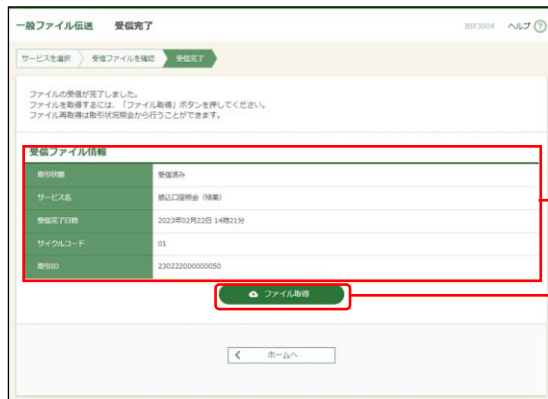 一般ファイル伝送 受信完了 BIFJ004 ヘルプ ?
サービスを選択 受信ファイルを確認 受信完了
ファイルの受信が完了しました。
ファイルを取得するには、「ファイル取得」ボタンを押してください。
ファイル再取得は取引状況照会から行うことができます。
受信ファイル情報
取引状態 受信済み
サービス名 振込口座照会（結果）
受信完了日時 2023年02月22日 14時21分
サイクルコード 01
取引ID 230222000000050
ファイル取得
ホームへ